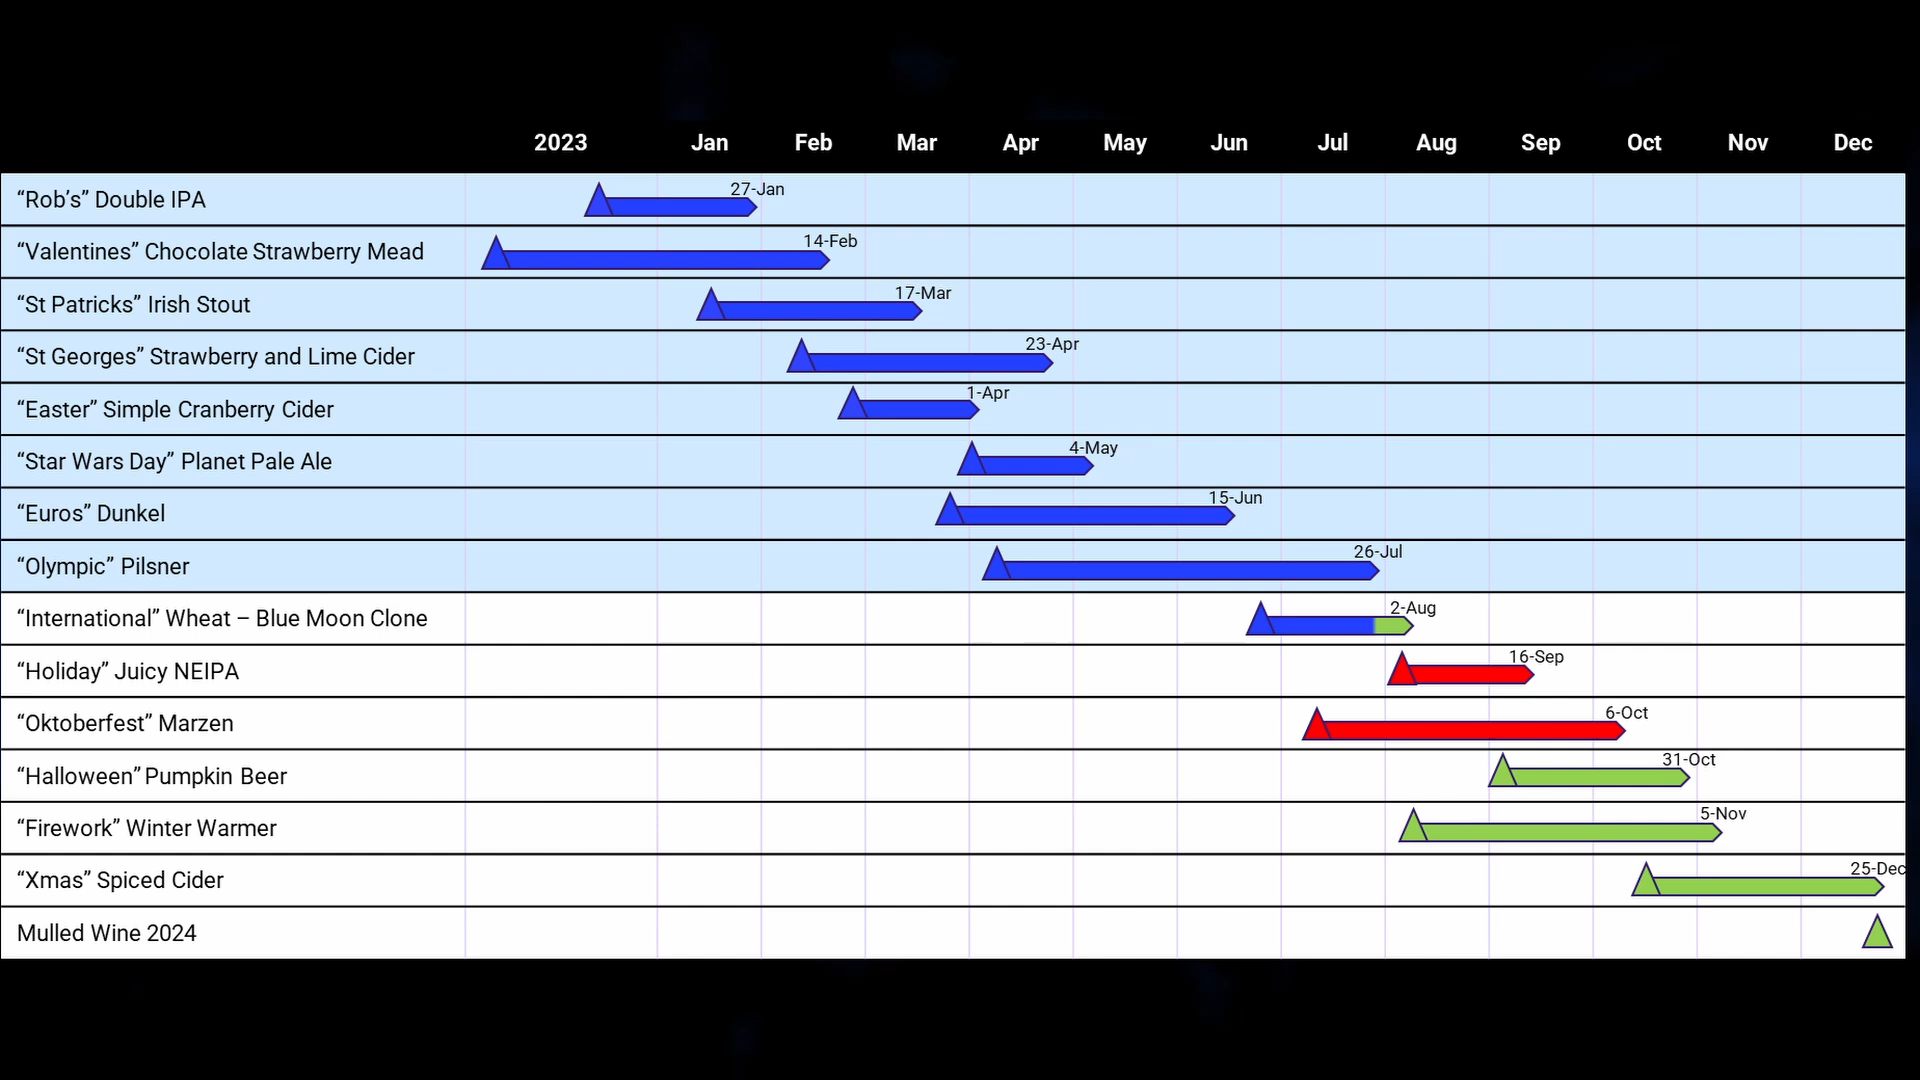 2023 Jan Feb Mar Apr May Jun Jul Aug Sep Oct Nov Dec
“Rob’s” Double IPA 27-Jan
“Valentines” Chocolate Strawberry Mead 14-Feb
“St Patricks” Irish Stout 17-Mar
“St Georges” Strawberry and Lime Cider 23-Apr
“Easter” Simple Cranberry Cider 1-Apr
“Star Wars Day” Planet Pale Ale 4-May
“Euros” Dunkel 15-Jun
“Olympic” Pilsner 26-Jul
“International” Wheat – Blue Moon Clone 2-Aug
“Holiday” Juicy NEIPA 16-Sep
“Oktoberfest” Marzen 6-Oct
“Halloween” Pumpkin Beer 31-Oct
“Firework” Winter Warmer 5-Nov
“Xmas” Spiced Cider 25-Dec
Mulled Wine 2024